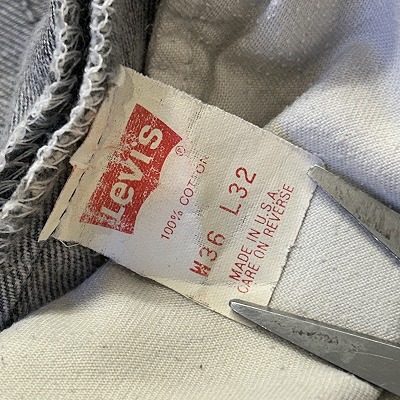 Levi's ®
100% COTTON
W36 L32
MADE IN U.S.A.
CARE ON REVERSE